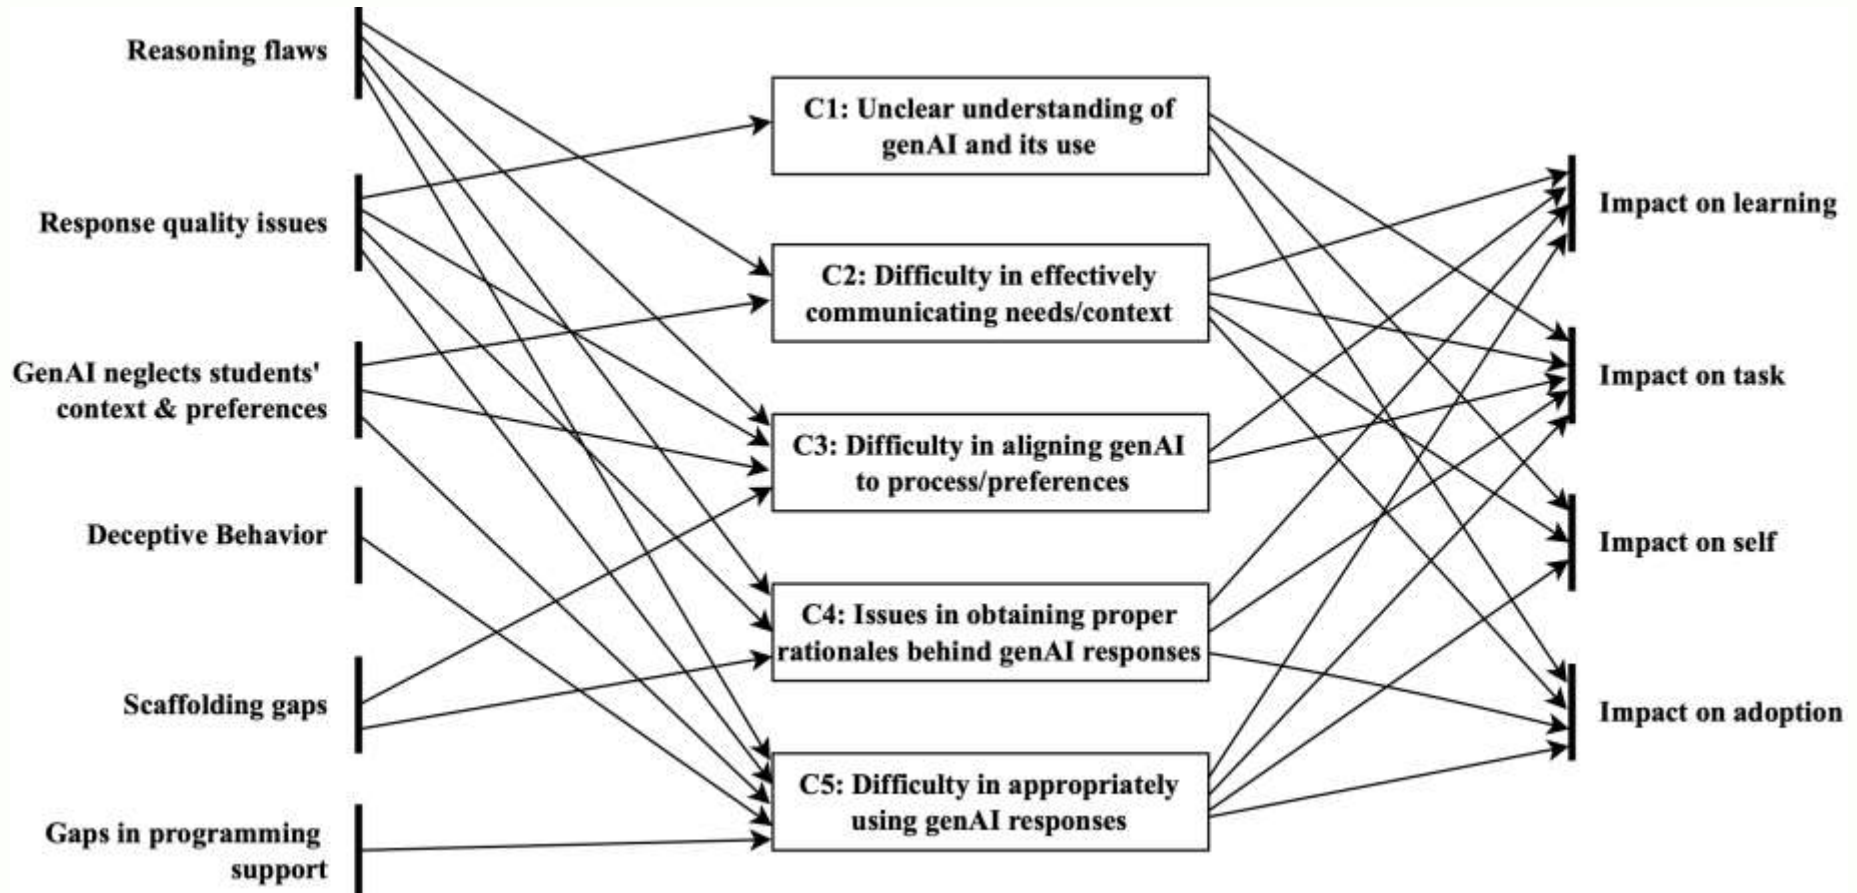 Reasoning flaws
Response quality issues
GenAI neglects students'
context & preferences
Deceptive Behavior
Scaffolding gaps
Gaps in programming
support
C1: Unclear understanding of
genAI and its use
C2: Difficulty in effectively
communicating needs/context
C3: Difficulty in aligning genAI
to process/preferences
C4: Issues in obtaining proper
rationales behind genAI responses
C5: Difficulty in appropriately
using genAI responses
Impact on learning
Impact on task
Impact on self
Impact on adoption